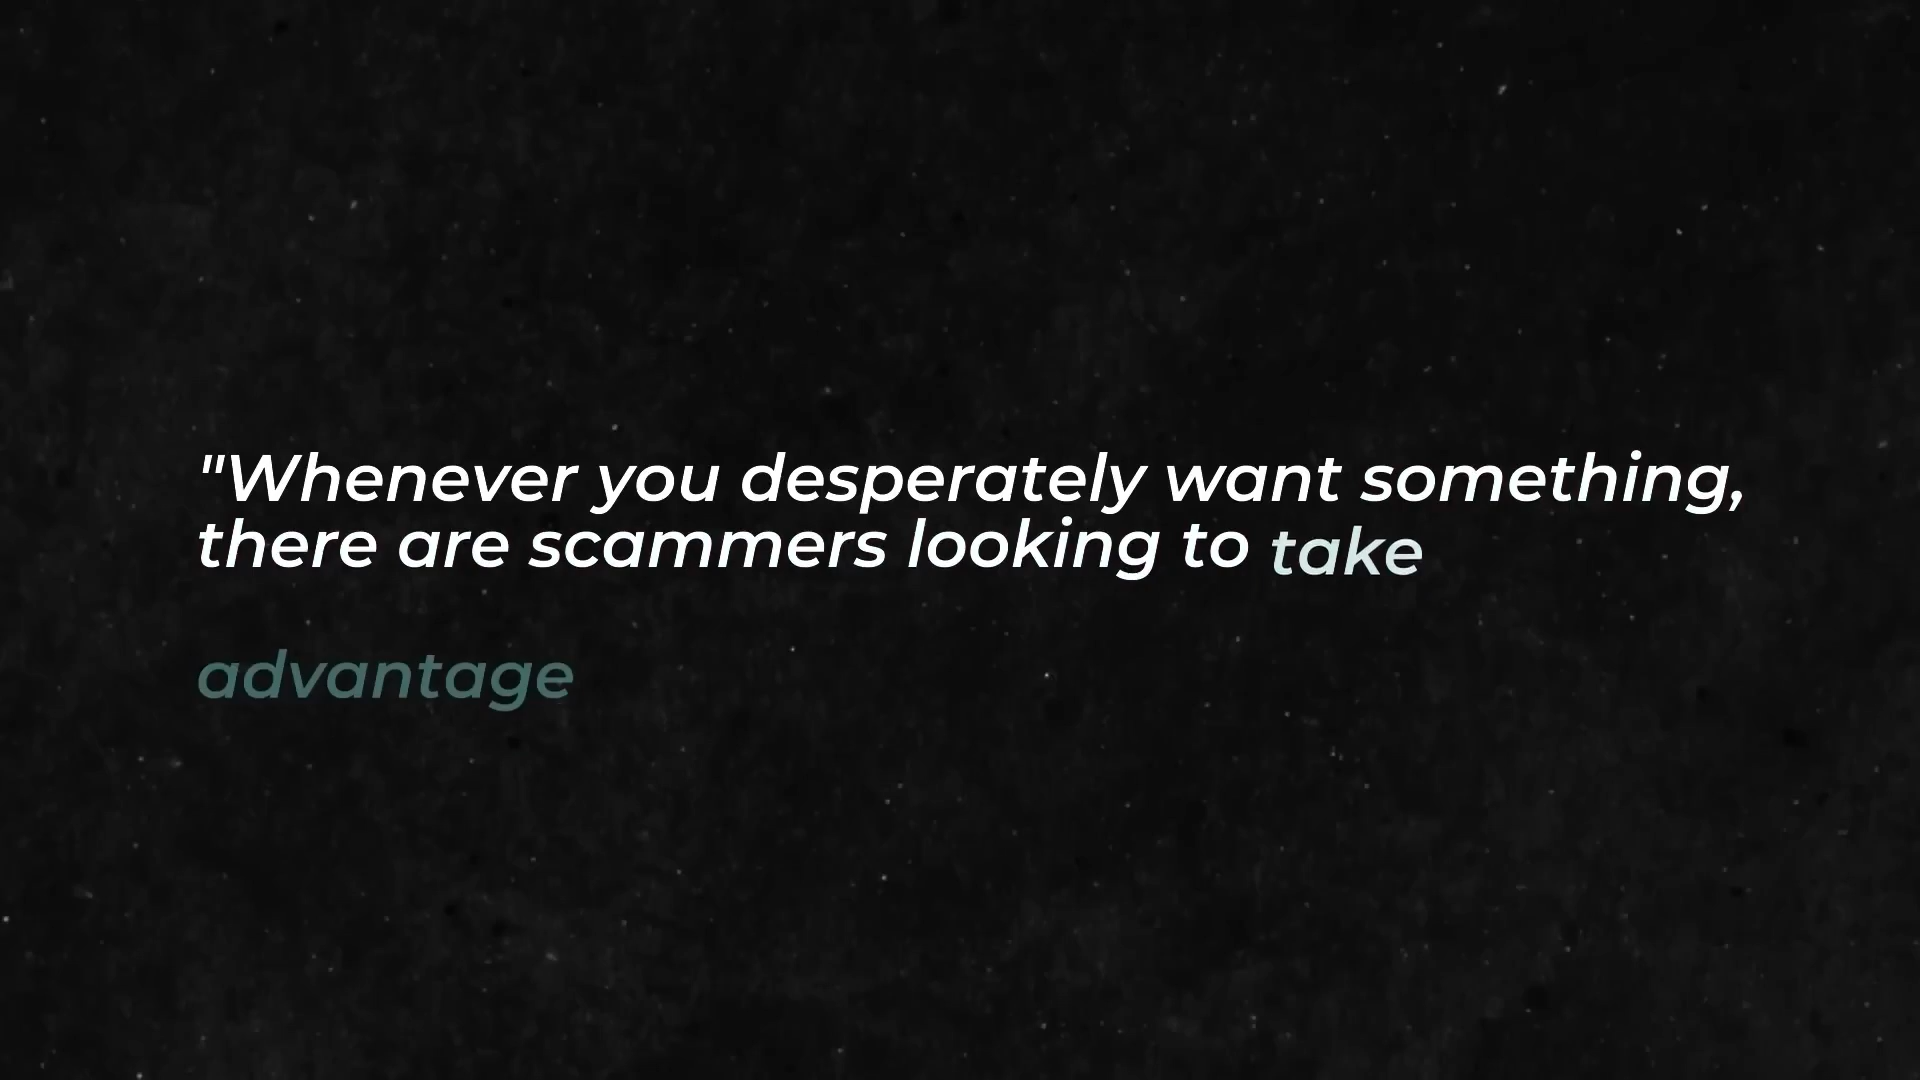 "Whenever you desperately want something,
there are scammers looking to take
advantage